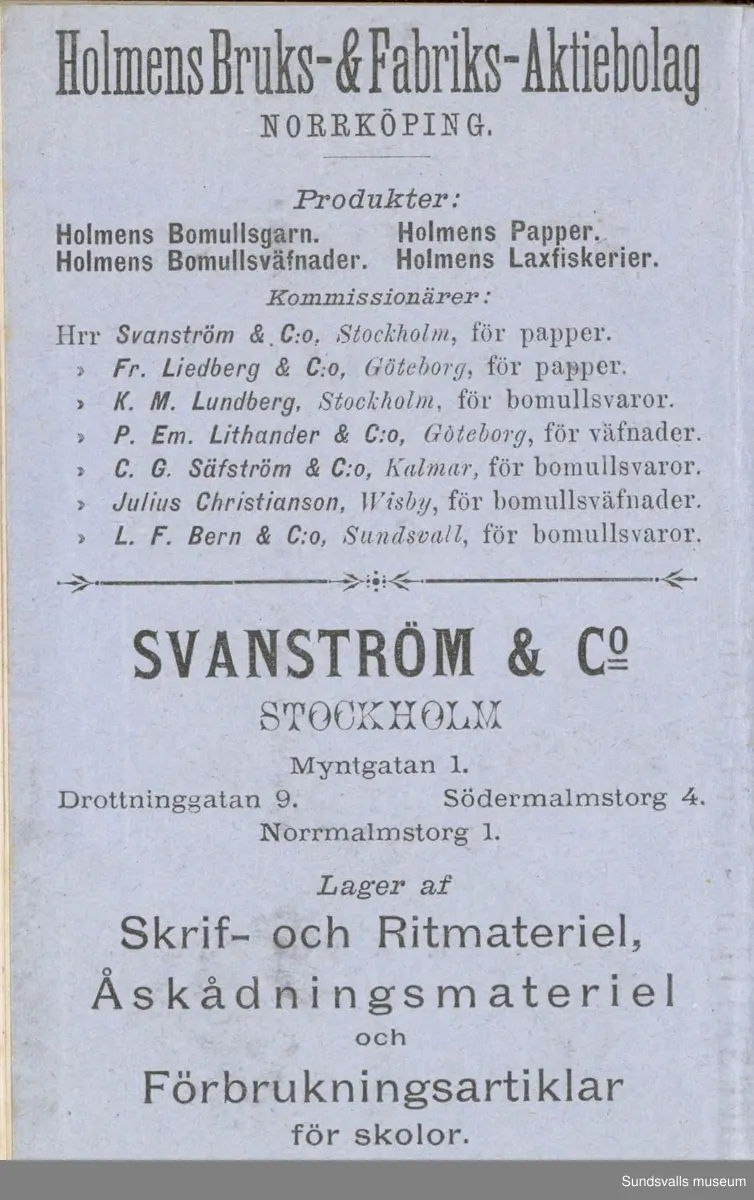 Holmens Bruks- & Fabriks-Aktiebolag
NORRKÖPING.
Produkter:
Holmens Bomullsgarn. Holmens Papper.
Holmens Bomullsväfnader. Holmens Laxfiskerier.
Kommissionärer:
Hrr Svanström & C:o, Stockholm, för papper.
» Fr. Liedberg & C:o, Göteborg, för papper.
» K. M. Lundberg, Stockholm, för bomullsvaror.
» P. Em. Lithander & C:o, Göteborg, för väfnader.
» C. G. Säfström & C:o, Kalmar, för bomullsvaror.
» Julius Christianson, Wisby, för bomullsväfnader.
» L. F. Bern & C:o, Sundsvall, för bomullsvaror.
SVANSTRÖM & Cº
STOCKHOLM
Myntgatan 1.
Drottninggatan 9. Södermalmstorg 4.
Norrmalmstorg 1.
Lager af
Skrif- och Ritmateriel,
Åskådningsmateriel
och
Förbrukningsartiklar
för skolor.
Sundsvalls museum